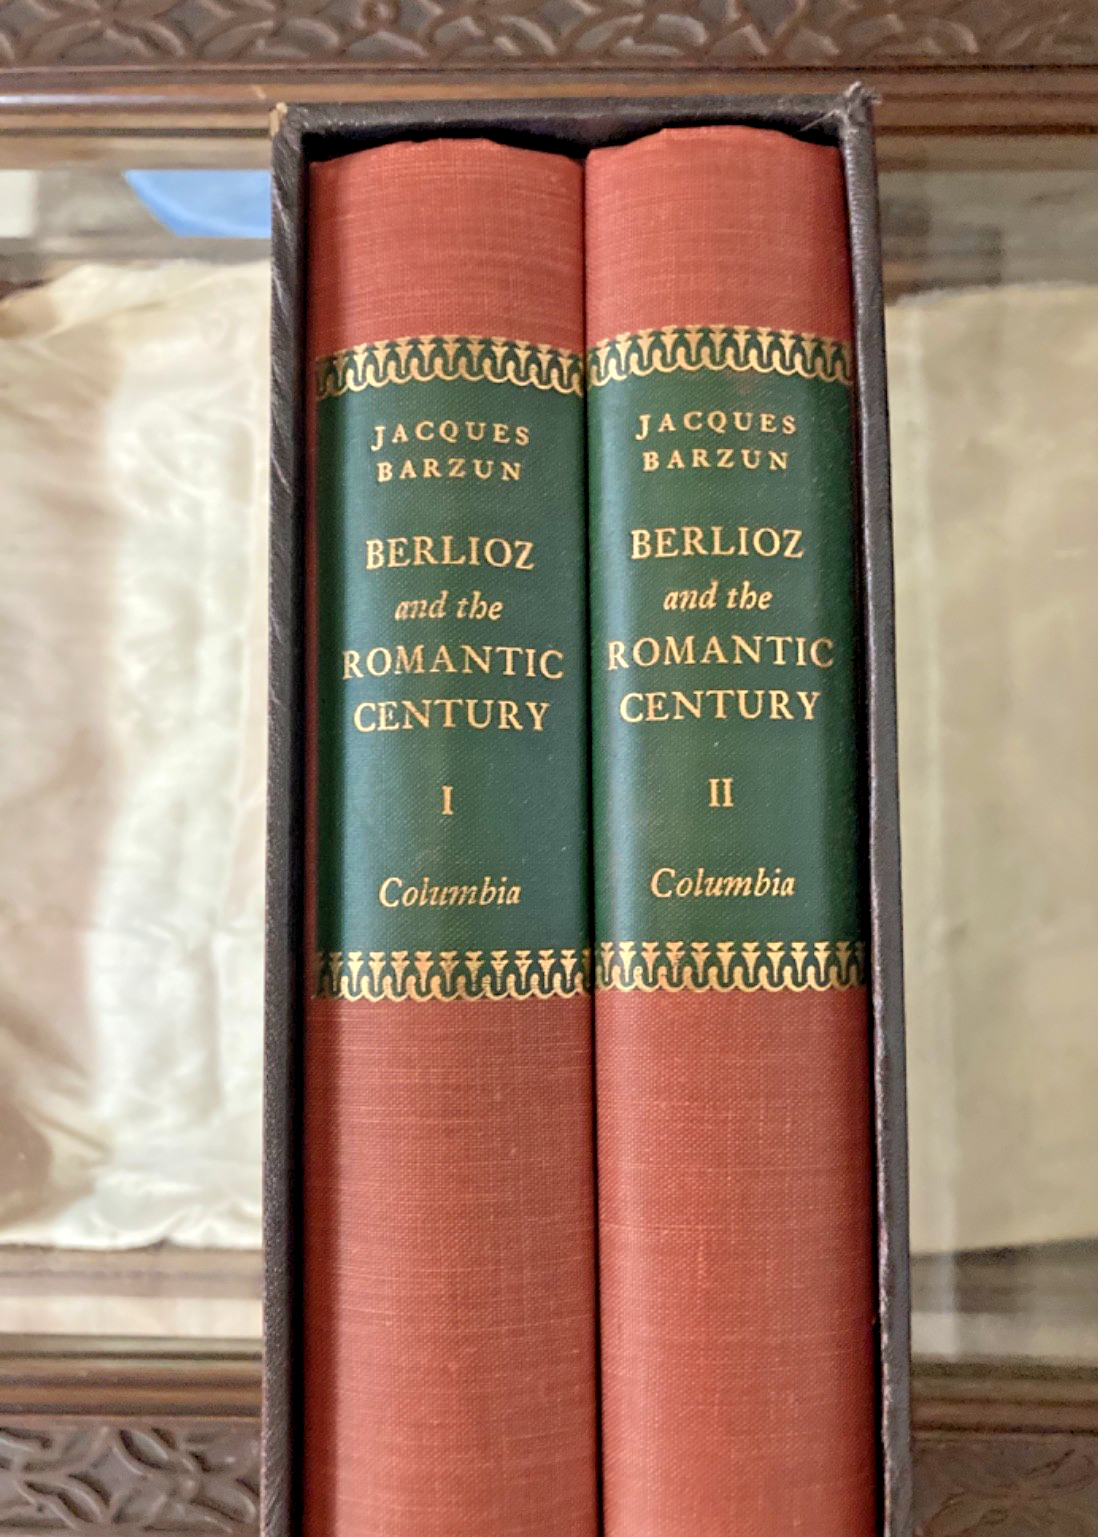 JACQUES
BARZUN
BERLIOZ
and the
ROMANTIC
CENTURY
I
Columbia
JACQUES
BARZUN
BERLIOZ
and the
ROMANTIC
CENTURY
II
Columbia